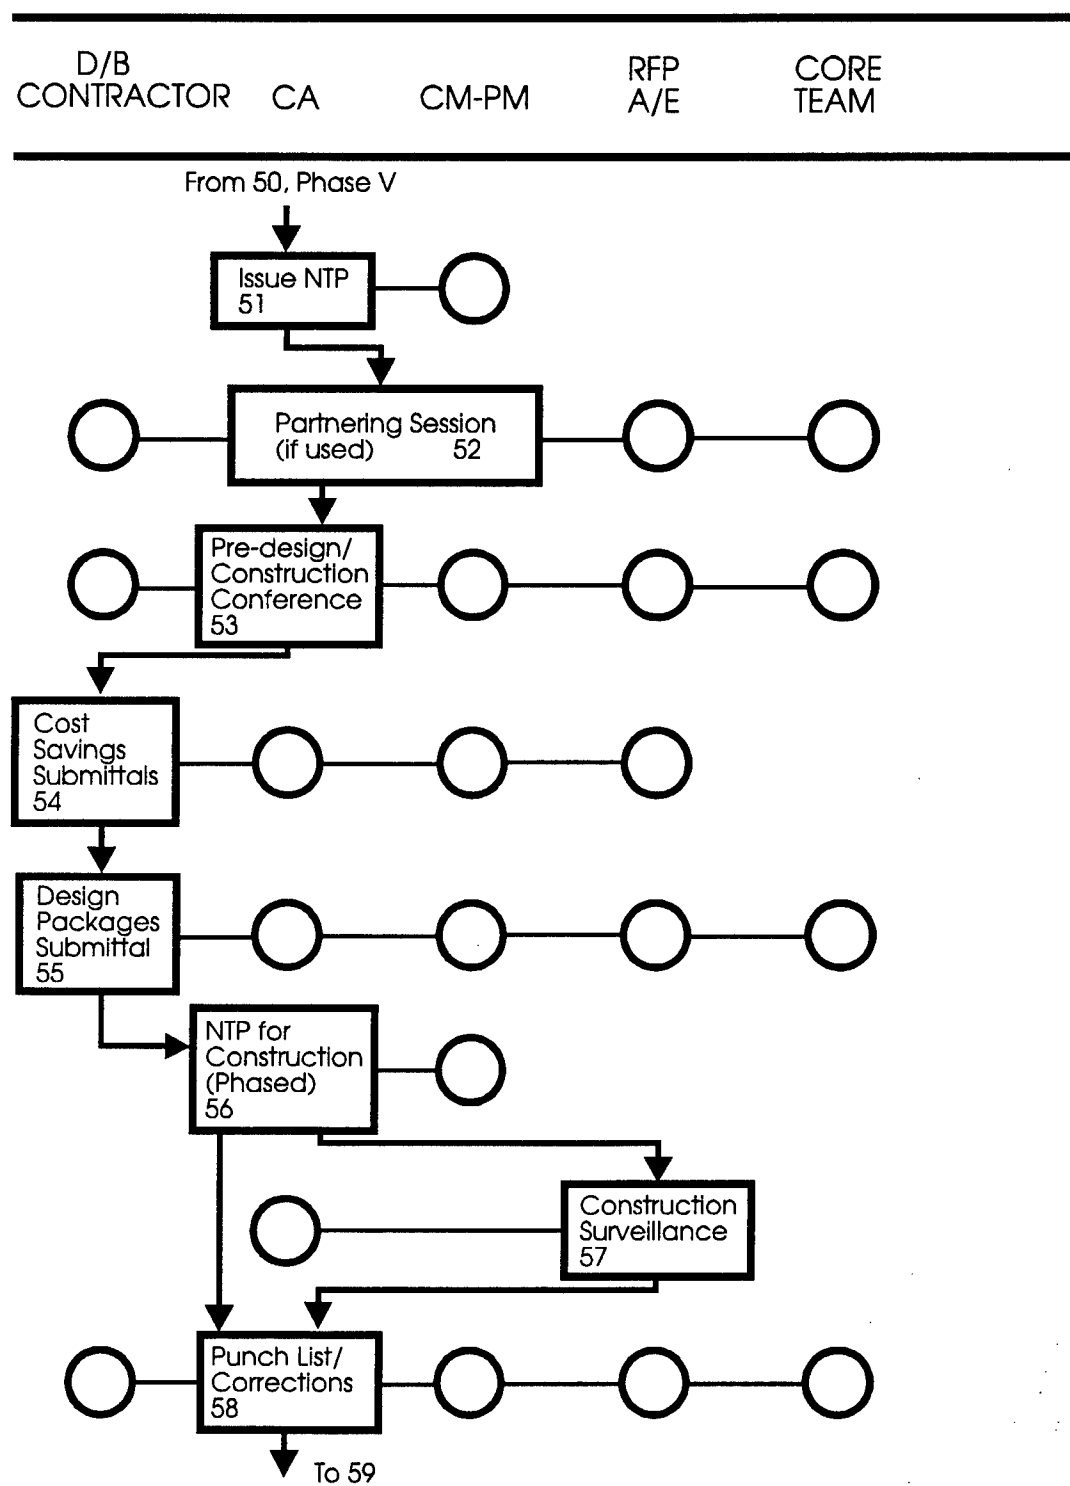 D/B
CONTRACTOR
CA
CM-PM
RFP
A/E
CORE
TEAM
From 50, Phase V
Issue NTP
51
Partnering Session
(if used) 52
Pre-design/
Construction
Conference
53
Cost
Savings
Submittals
54
Design
Packages
Submittal
55
NTP for
Construction
(Phased)
56
Construction
Surveillance
57
Punch List/
Corrections
58
To 59